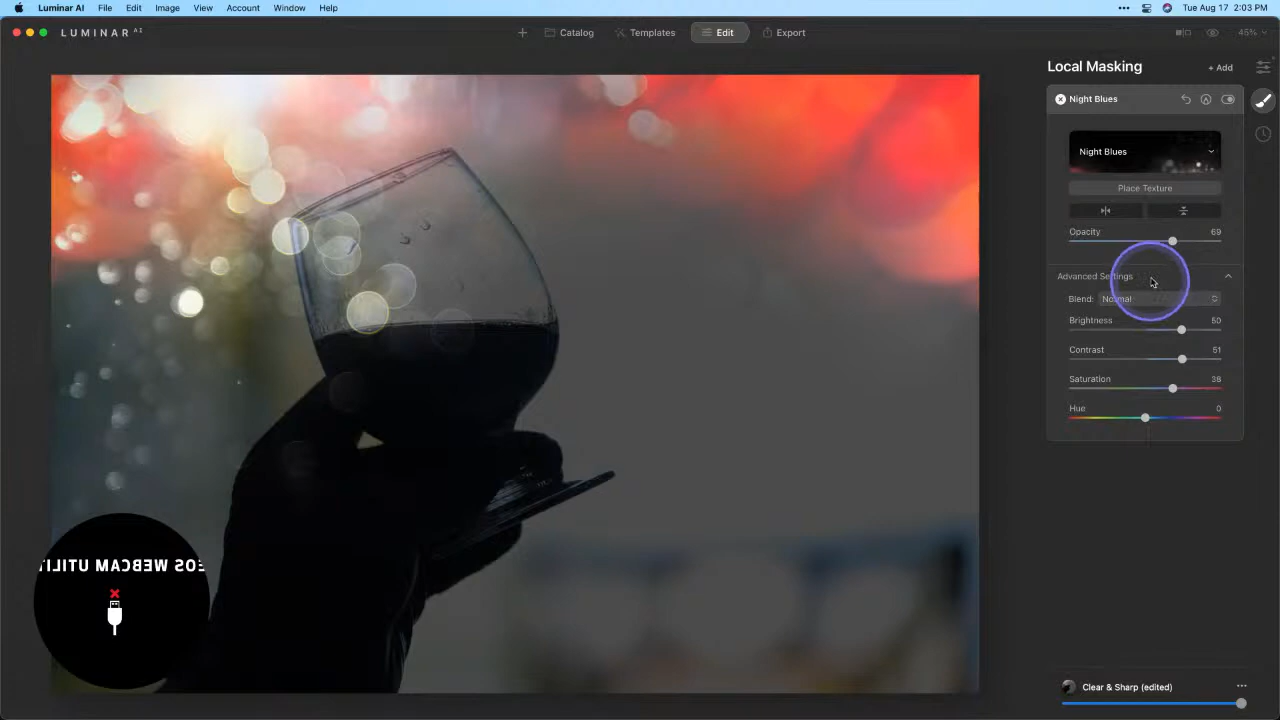 Luminar AI File Edit Image View Account Window Help ••• Tue Aug 17 2:03 PM
LUMINAR AI + Catalog Templates Edit Export 45%
Local Masking + Add
Night Blues
Night Blues
Place Texture
Opacity 69
Advanced Settings
Blend: Normal
Brightness 50
Contrast 51
Saturation 36
Hue 0
EOS WEBCAM UTILIT
Clear & Sharp (edited) •••